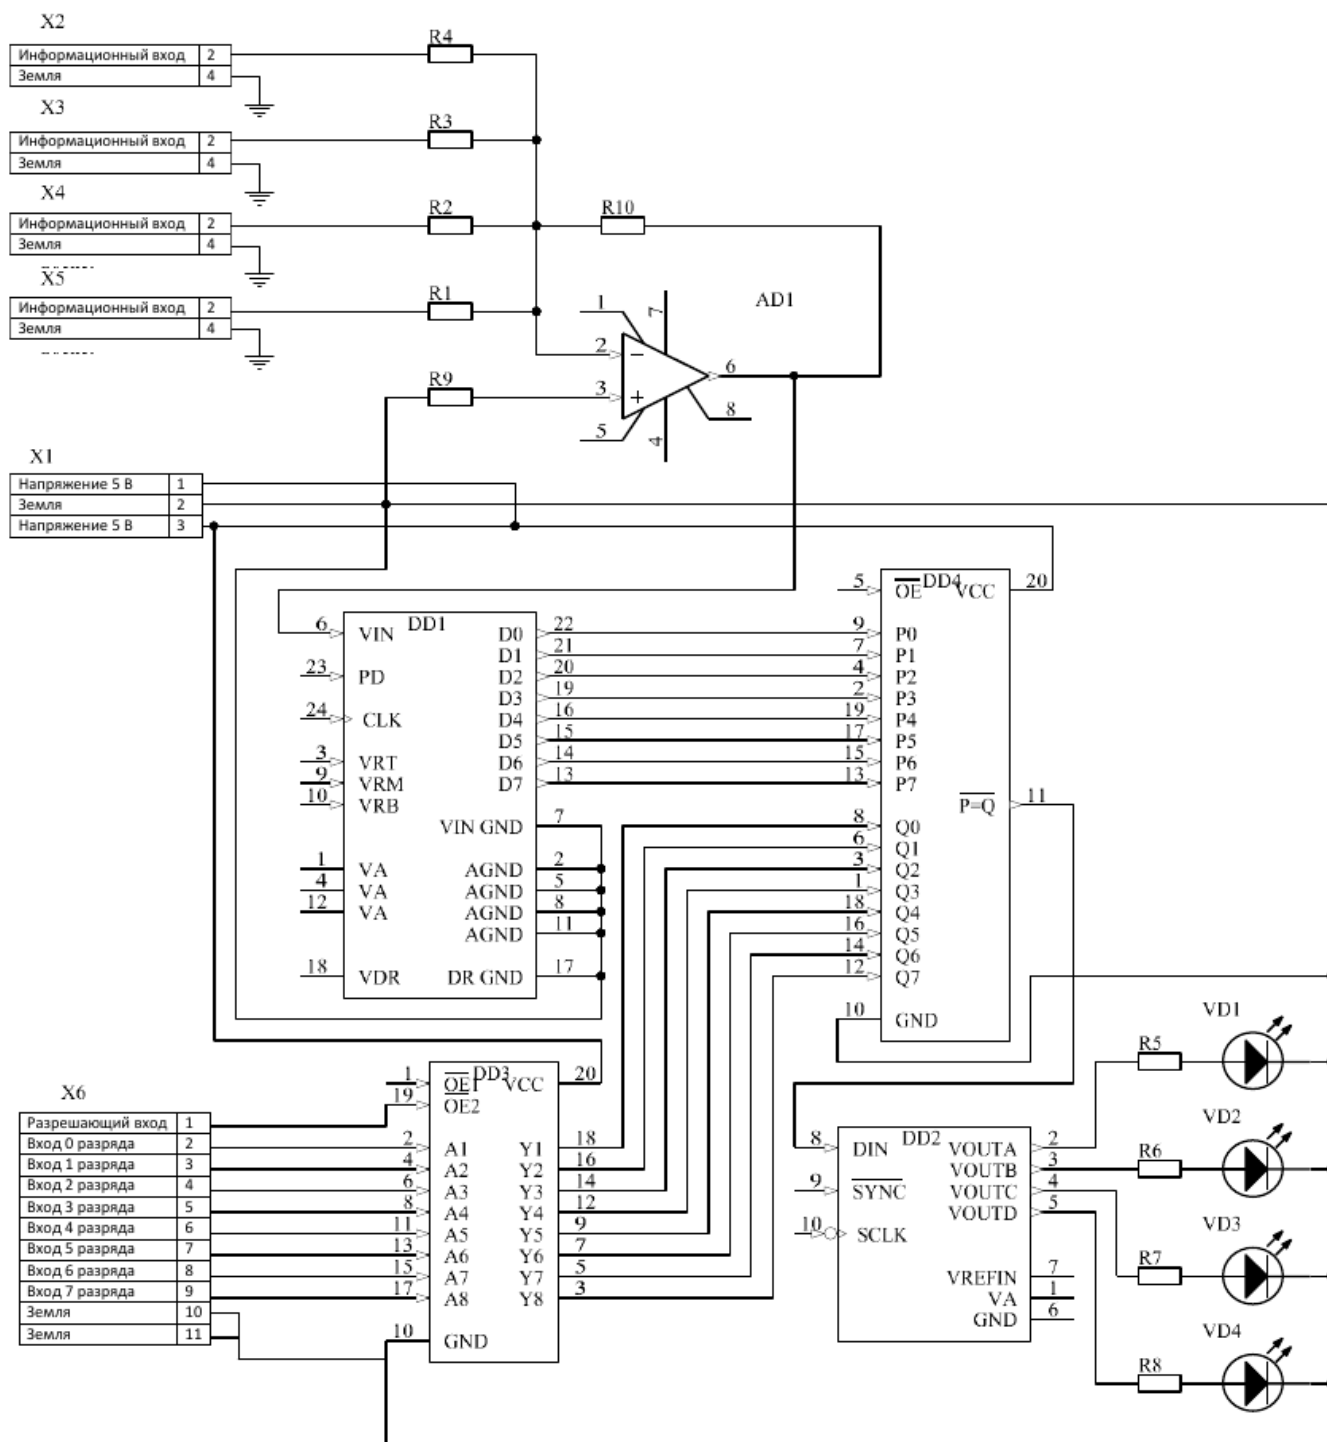 X2
R4
Информационный вход 2
Земля 4
X3
R3
Информационный вход 2
Земля 4
X4
R2 R10
Информационный вход 2
Земля 4
X5
R1
Информационный вход 2
Земля 4
AD1
1 7
2 −
6
R9
3 +
8
5 4
X1
Напряжение 5 В 1
Земля 2
Напряжение 5 В 3
5 OE DD4 VCC 20
6 VIN DD1 D0 22 9 P0
D1 21 7 P1
23 PD D2 20 4 P2
D3 19 2 P3
24 CLK D4 16 19 P4
D5 15 17 P5
3 VRT D6 14 15 P6
9 VRM D7 13 13 P7
10 VRB
P=Q 11
VIN GND 7 8 Q0
6 Q1
1 VA AGND 2 3 Q2
4 VA AGND 5 1 Q3
12 VA AGND 8 18 Q4
AGND 11 16 Q5
14 Q6
18 VDR DR GND 17 12 Q7
10 GND
VD1
R5
X6
1 OE1 DD3 VCC 20
19 OE2
Разрешающий вход 1
Вход 0 разряда 2
Вход 1 разряда 3
Вход 2 разряда 4
Вход 3 разряда 5
Вход 4 разряда 6
Вход 5 разряда 7
Вход 6 разряда 8
Вход 7 разряда 9
Земля 10
Земля 11
2 A1 Y1 18
4 A2 Y2 16
6 A3 Y3 14
8 A4 Y4 12
11 A5 Y5 9
13 A6 Y6 7
15 A7 Y7 5
17 A8 Y8 3
10 GND
8 DIN DD2 VOUTA 2
VOUTB 3
9 SYNC VOUTC 4
VOUTD 5
10 SCLK
VREFIN 7
VA 1
GND 6
VD2
R6
VD3
R7
VD4
R8